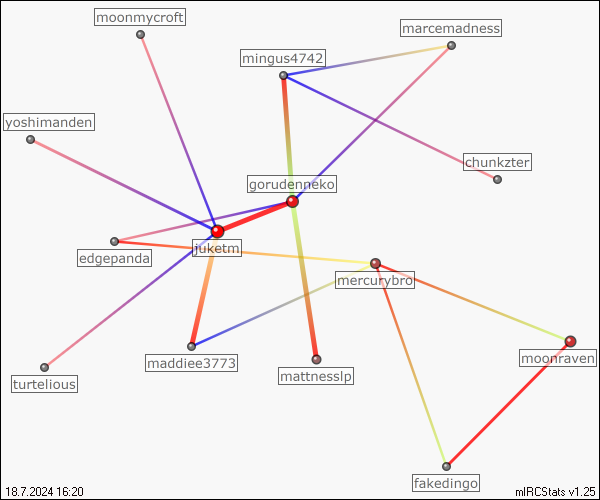 moonmycroft
marcemadness
mingus4742
yoshimanden
chunkzter
gorudenneko
juketm
edgepanda
mercurybro
maddiee3773
moonraven
mattnesslp
turtelious
fakedingo
18.7.2024 16:20
mIRCStats v1.25